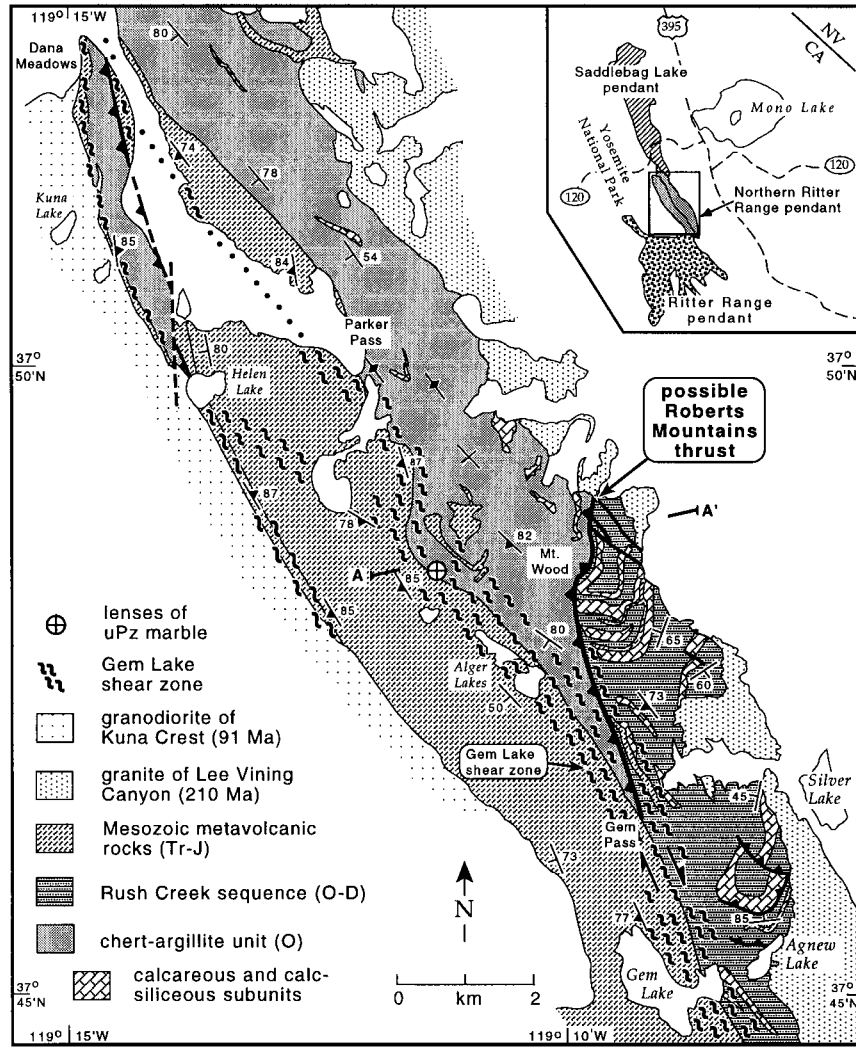 119° 15'W
Dana
Meadows
80
NV
CA
395
Saddlebag Lake
pendant
Mono Lake
Yosemite
National Park
120
120
Northern Ritter
Range pendant
Ritter Range
pendant
74
78
Kuna
Lake
85
84
54
Parker
Pass
37°
50'N
37°
50'N
80
Helen
Lake
possible
Roberts
Mountains
thrust
87
87
78
82
A'
Mt.
Wood
A
85
85
lenses of
uPz marble
Gem Lake
shear zone
granodiorite of
Kuna Crest (91 Ma)
granite of Lee Vining
Canyon (210 Ma)
Mesozoic metavolcanic
rocks (Tr-J)
Rush Creek sequence (O-D)
chert-argillite unit (O)
calcareous and calc-
siliceous subunits
80
65
60
73
Alger
Lakes
50
Gem Lake
shear zone
Silver
Lake
45
Gem
Pass
73
N
77
85
Agnew
Lake
Gem
Lake
0 2
km
37°
45'N
37°
45'N
119° 15'W
119° 10'W